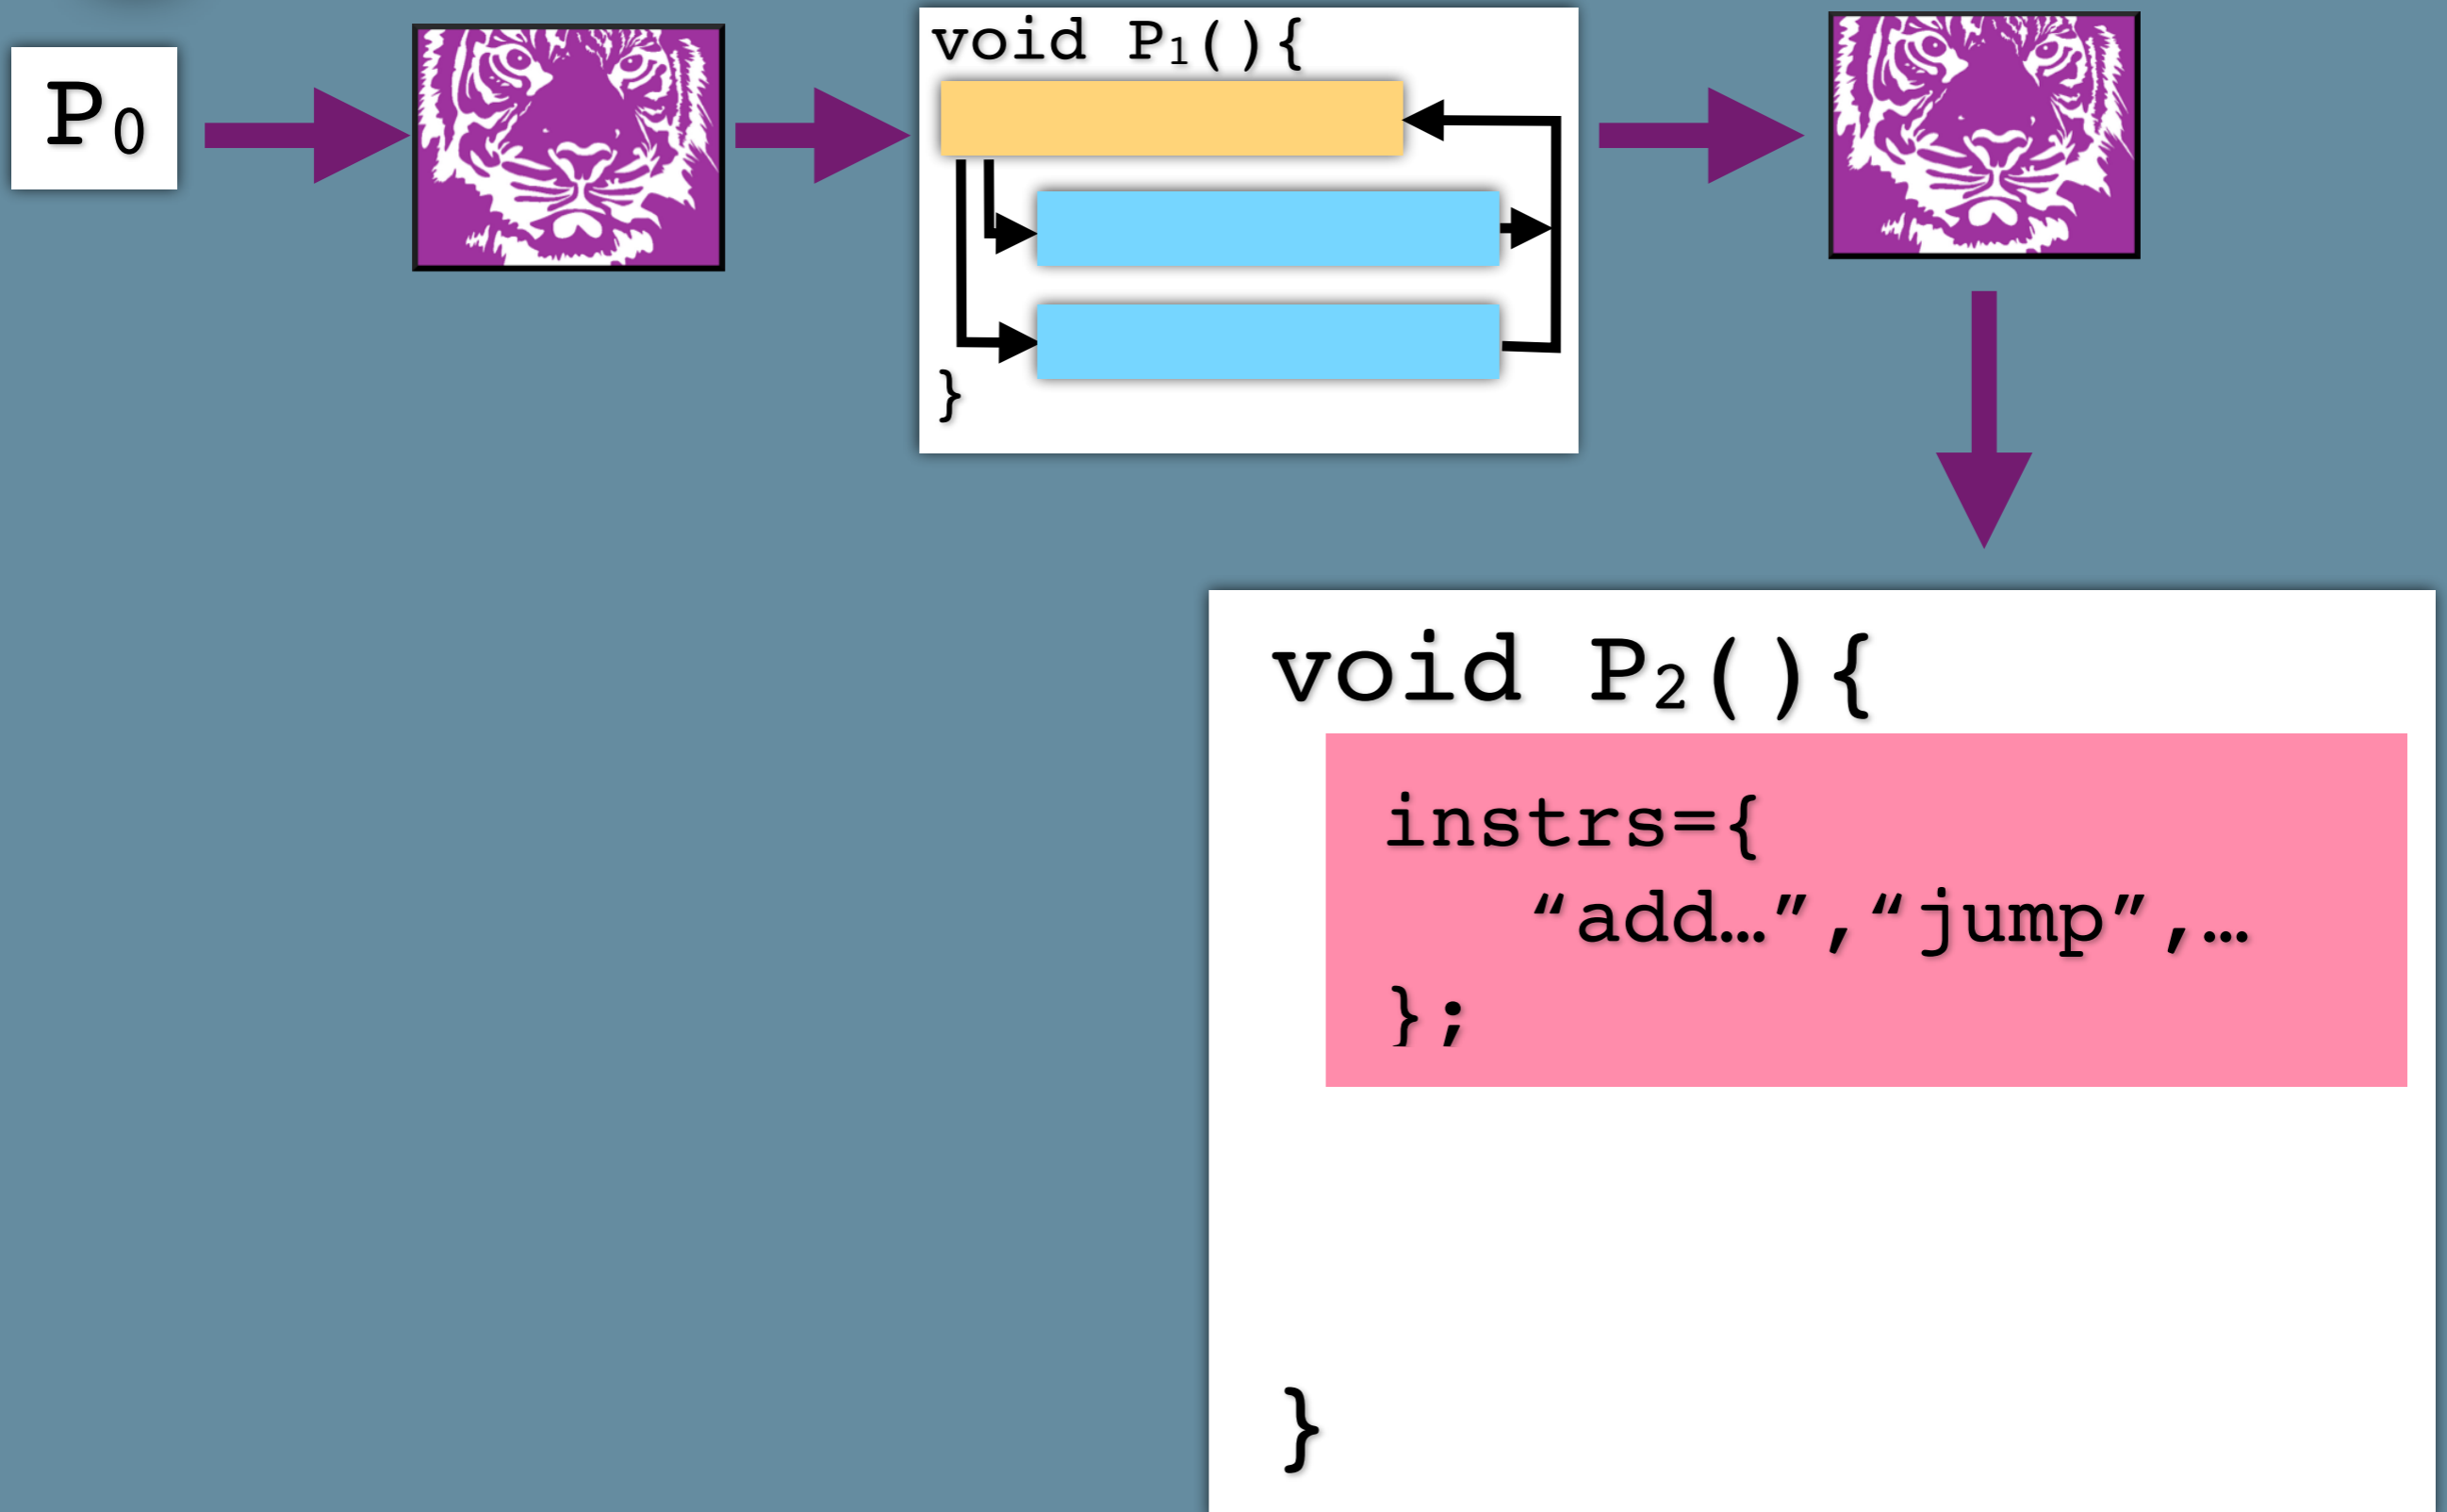 P₀
void P₁(){
}
void P₂(){
instrs={
“add…”,“jump”,…
};
}